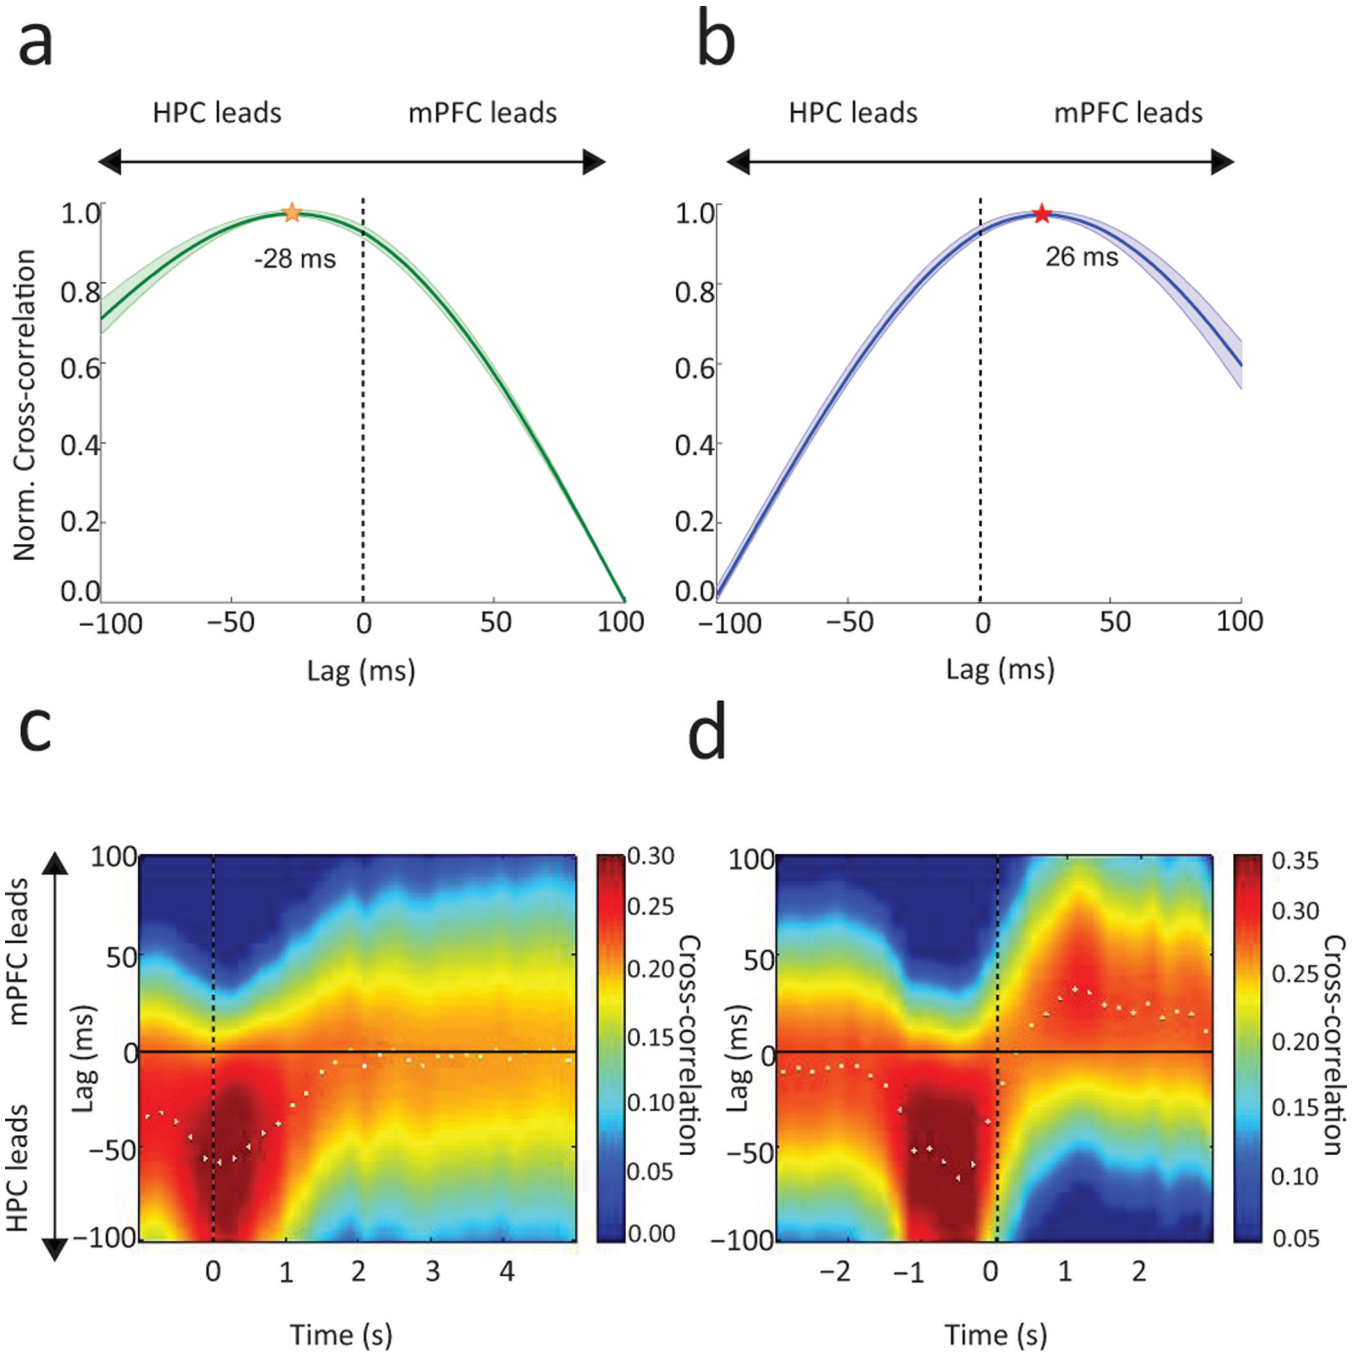 a
b
HPC leads
mPFC leads
HPC leads
mPFC leads
Norm. Cross-correlation
1.0
0.8
0.6
0.4
0.2
0.0
−100
−50
0
50
100
Lag (ms)
-28 ms
1.0
0.8
0.6
0.4
0.2
0.0
−100
−50
0
50
100
Lag (ms)
26 ms
c
d
mPFC leads
HPC leads
Lag (ms)
100
50
0
−50
−100
0
1
2
3
4
Time (s)
0.30
0.25
0.20
0.15
0.10
0.05
0.00
Cross-correlation
Lag (ms)
100
50
0
−50
−100
−2
−1
0
1
2
Time (s)
0.35
0.30
0.25
0.20
0.15
0.10
0.05
Cross-correlation